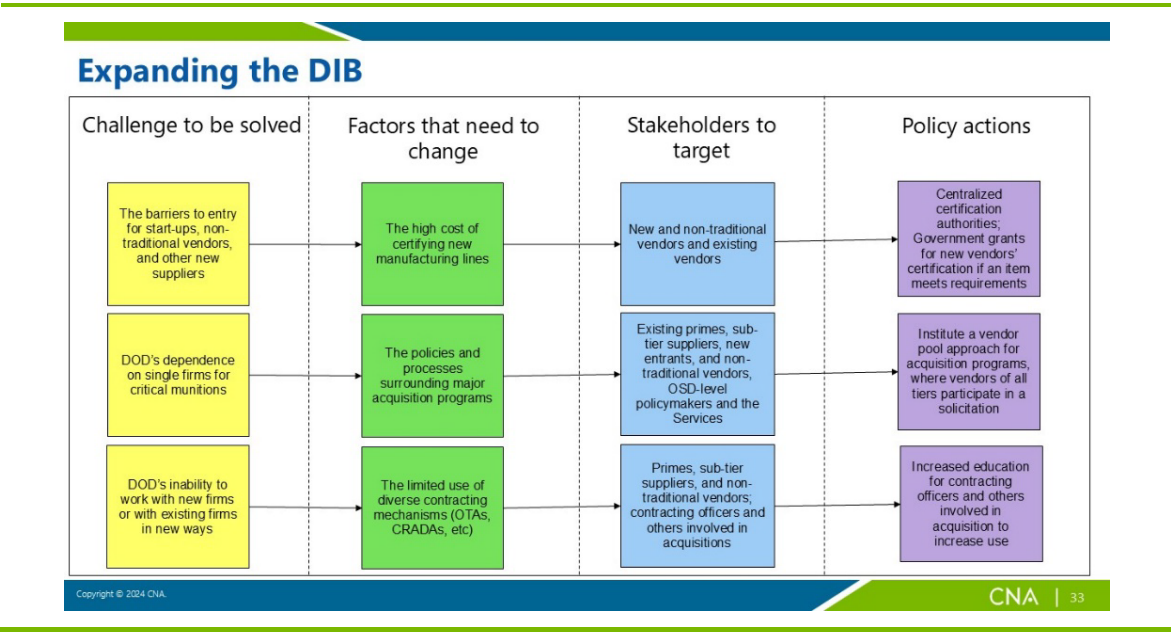 Expanding the DIB
Challenge to be solved
Factors that need to
change
Stakeholders to
target
Policy actions
The barriers to entry
for start-ups, non-
traditional vendors,
and other new
suppliers
The high cost of
certifying new
manufacturing lines
New and non-traditional
vendors and existing
vendors
Centralized
certification
authorities;
Government grants
for new vendors'
certification if an item
meets requirements
DOD's dependence
on single firms for
critical munitions
The policies and
processes
surrounding major
acquisition programs
Existing primes, sub-
tier suppliers, new
entrants, and non-
traditional vendors,
OSD-level
policymakers and the
Services
Institute a vendor
pool approach for
acquisition programs,
where vendors of all
tiers participate in a
solicitation
DOD's inability to
work with new firms
or with existing firms
in new ways
The limited use of
diverse contracting
mechanisms (OTAs,
CRADAs, etc)
Primes, sub-tier
suppliers, and non-
traditional vendors;
contracting officers and
others involved in
acquisitions
Increased education
for contracting
officers and others
involved in
acquisition to
increase use
Copyright © 2024 CNA.
CNA | 33